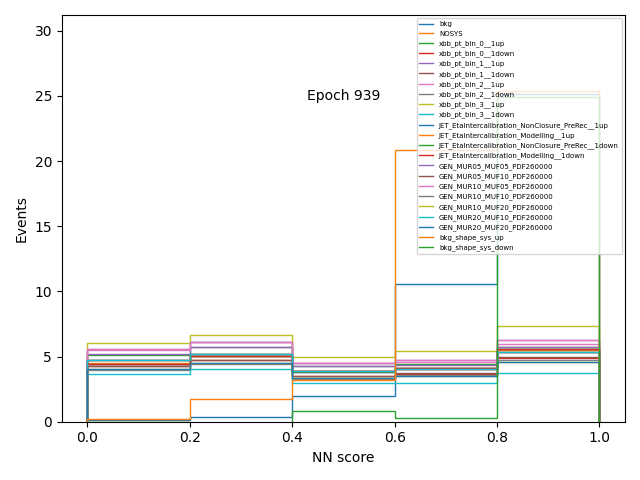 30
25
20
15
10
5
0
Events
Epoch 939
bkg
NOSYS
xbb_pt_bin_0__1up
xbb_pt_bin_0__1down
xbb_pt_bin_1__1up
xbb_pt_bin_1__1down
xbb_pt_bin_2__1up
xbb_pt_bin_2__1down
xbb_pt_bin_3__1up
xbb_pt_bin_3__1down
JET_EtaIntercalibration_NonClosure_PreRec__1up
JET_EtaIntercalibration_Modelling__1up
JET_EtaIntercalibration_NonClosure_PreRec__1down
JET_EtaIntercalibration_Modelling__1down
GEN_MUR05_MUF05_PDF260000
GEN_MUR05_MUF10_PDF260000
GEN_MUR10_MUF05_PDF260000
GEN_MUR10_MUF10_PDF260000
GEN_MUR10_MUF20_PDF260000
GEN_MUR20_MUF10_PDF260000
GEN_MUR20_MUF20_PDF260000
bkg_shape_sys_up
bkg_shape_sys_down
0.0 0.2 0.4 0.6 0.8 1.0
NN score